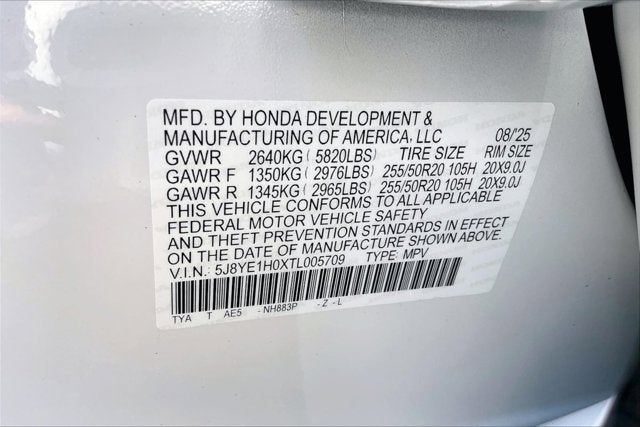 MFD. BY HONDA DEVELOPMENT &
MANUFACTURING OF AMERICA, LLC 08/'25
GVWR 2640KG ( 5820LBS) TIRE SIZE RIM SIZE
GAWR F 1350KG ( 2976LBS) 255/50R20 105H 20X9.0J
GAWR R 1345KG ( 2965LBS) 255/50R20 105H 20X9.0J
THIS VEHICLE CONFORMS TO ALL APPLICABLE
FEDERAL MOTOR VEHICLE SAFETY
AND THEFT PREVENTION STANDARDS IN EFFECT
ON THE DATE OF MANUFACTURE SHOWN ABOVE.
V.I.N.: 5J8YE1H0XTL005709 TYPE: MPV
TYA T AE5 - NH883P - Z - L